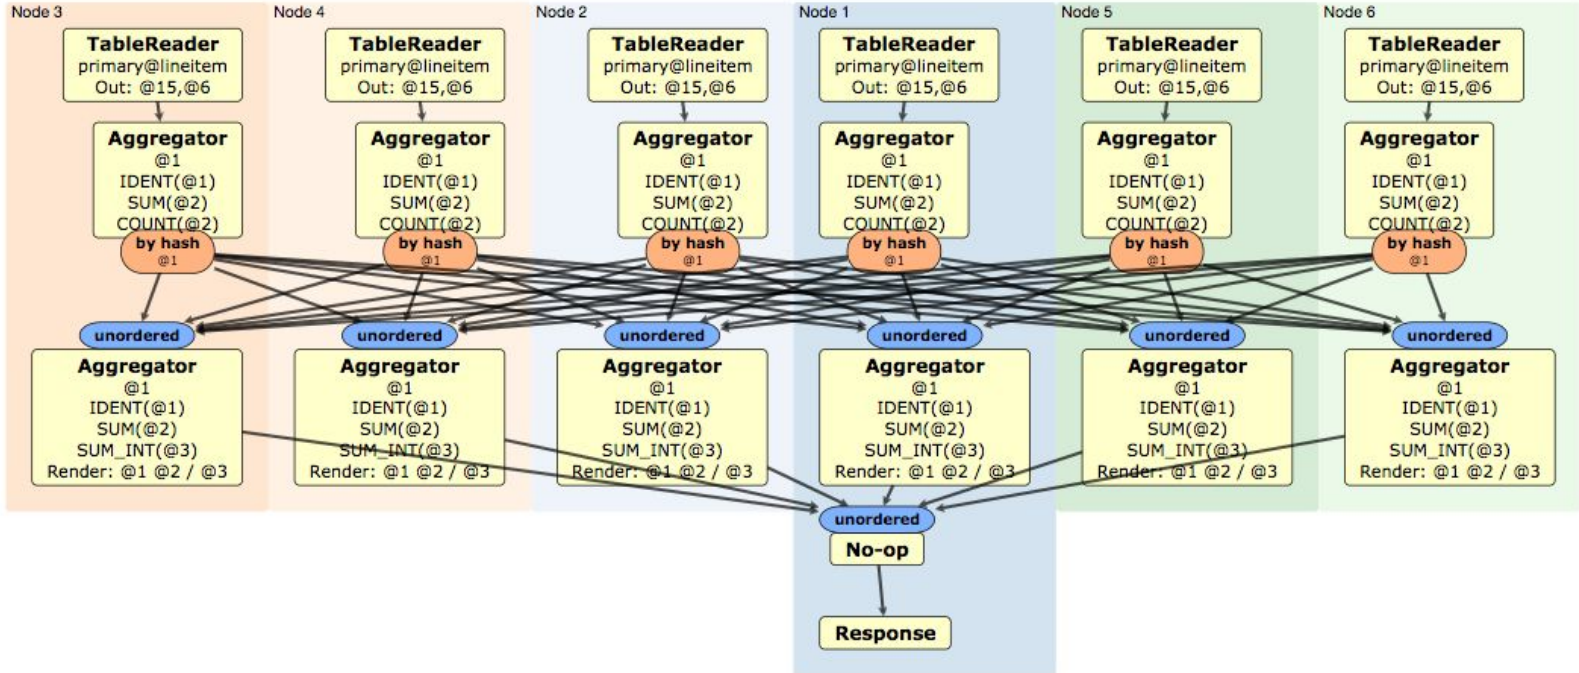 Node 3
TableReader
primary@lineitem
Out: @15,@6
Aggregator
@1
IDENT(@1)
SUM(@2)
COUNT(@2)
by hash
@1
unordered
Aggregator
@1
IDENT(@1)
SUM(@2)
SUM_INT(@3)
Render: @1 @2 / @3
Node 4
TableReader
primary@lineitem
Out: @15,@6
Aggregator
@1
IDENT(@1)
SUM(@2)
COUNT(@2)
by hash
@1
unordered
Aggregator
@1
IDENT(@1)
SUM(@2)
SUM_INT(@3)
Render: @1 @2 / @3
Node 2
TableReader
primary@lineitem
Out: @15,@6
Aggregator
@1
IDENT(@1)
SUM(@2)
COUNT(@2)
by hash
@1
unordered
Aggregator
@1
IDENT(@1)
SUM(@2)
SUM_INT(@3)
Render: @1 @2 / @3
Node 1
TableReader
primary@lineitem
Out: @15,@6
Aggregator
@1
IDENT(@1)
SUM(@2)
COUNT(@2)
by hash
@1
unordered
Aggregator
@1
IDENT(@1)
SUM(@2)
SUM_INT(@3)
Render: @1 @2 / @3
unordered
No-op
Response
Node 5
TableReader
primary@lineitem
Out: @15,@6
Aggregator
@1
IDENT(@1)
SUM(@2)
COUNT(@2)
by hash
@1
unordered
Aggregator
@1
IDENT(@1)
SUM(@2)
SUM_INT(@3)
Render: @1 @2 / @3
Node 6
TableReader
primary@lineitem
Out: @15,@6
Aggregator
@1
IDENT(@1)
SUM(@2)
COUNT(@2)
by hash
@1
unordered
Aggregator
@1
IDENT(@1)
SUM(@2)
SUM_INT(@3)
Render: @1 @2 / @3